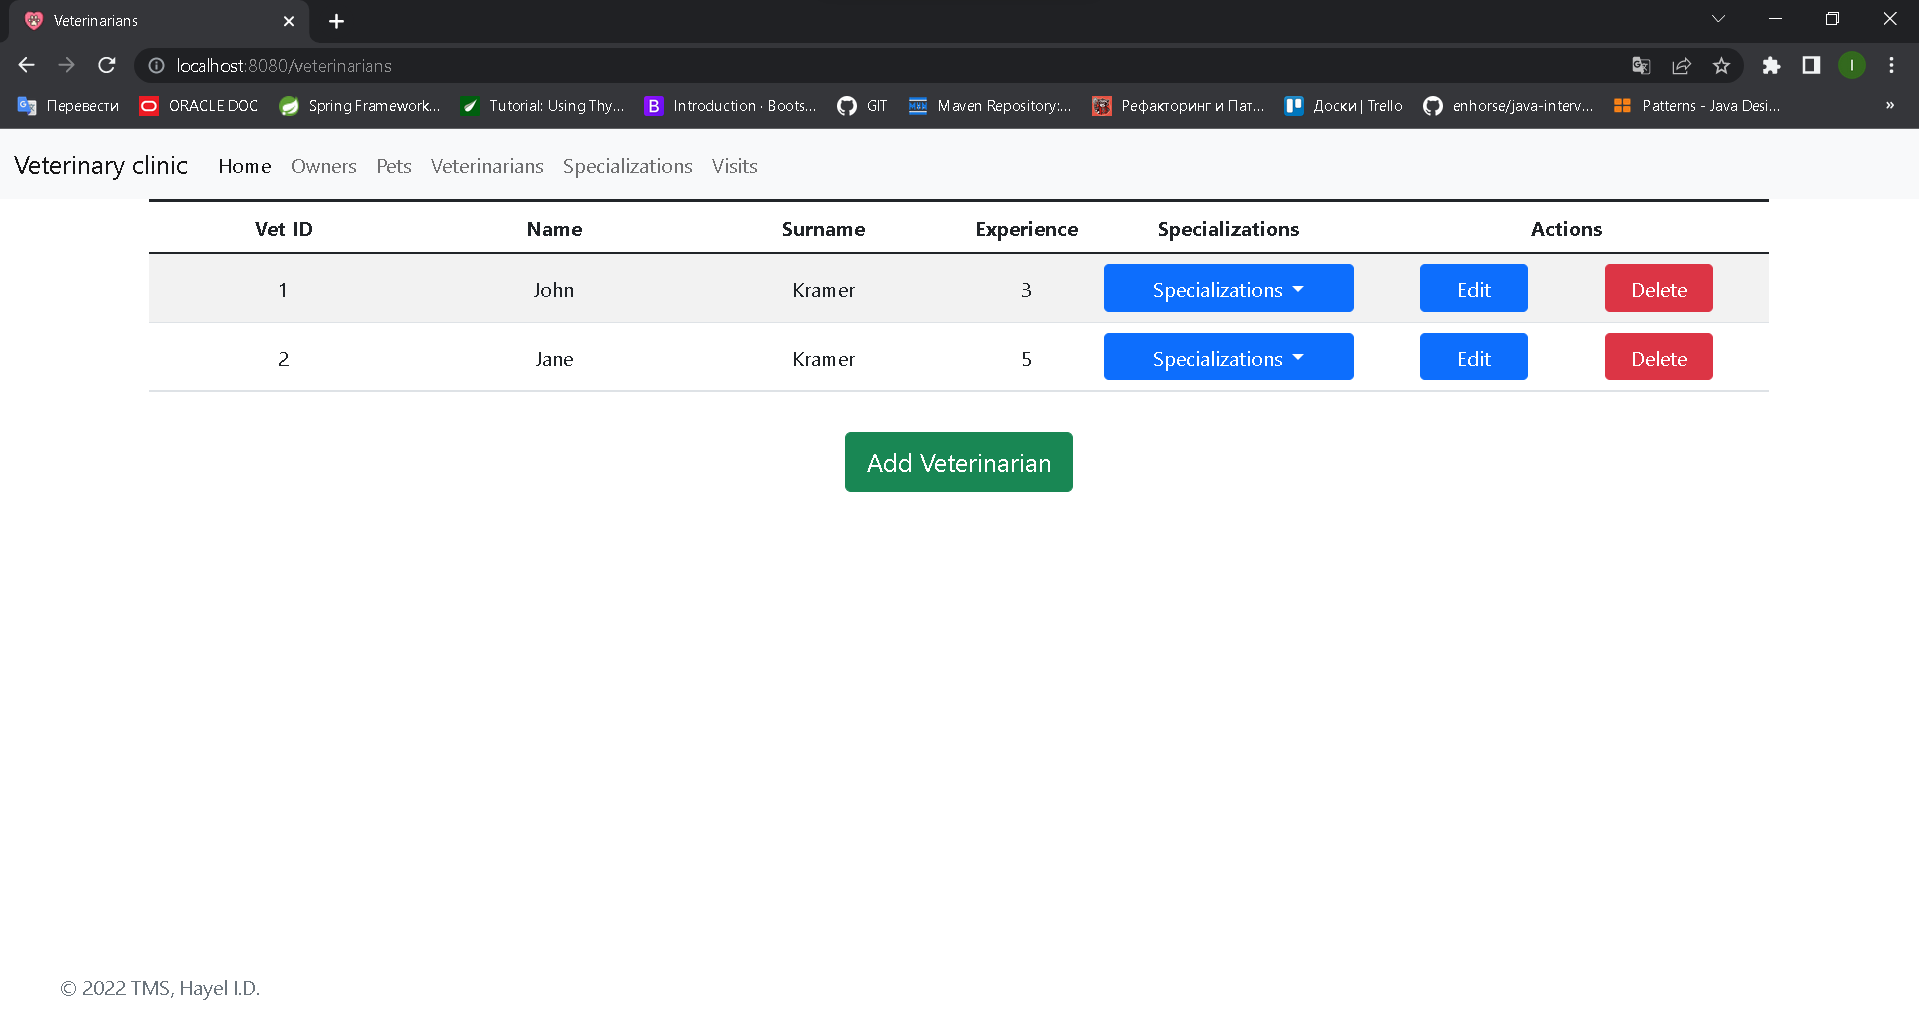 Veterinarians
localhost:8080/veterinarians
Перевести ORACLE DOC Spring Framework... Tutorial: Using Thy... B Introduction · Boots... GIT Maven Repository:... Рефакторинг и Пат... Доски | Trello enhorse/java-interv... Patterns - Java Desi... »
Veterinary clinic Home Owners Pets Veterinarians Specializations Visits
Vet ID Name Surname Experience Specializations Actions
1 John Kramer 3 Specializations Edit Delete
2 Jane Kramer 5 Specializations Edit Delete
Add Veterinarian
© 2022 TMS, Hayel I.D.